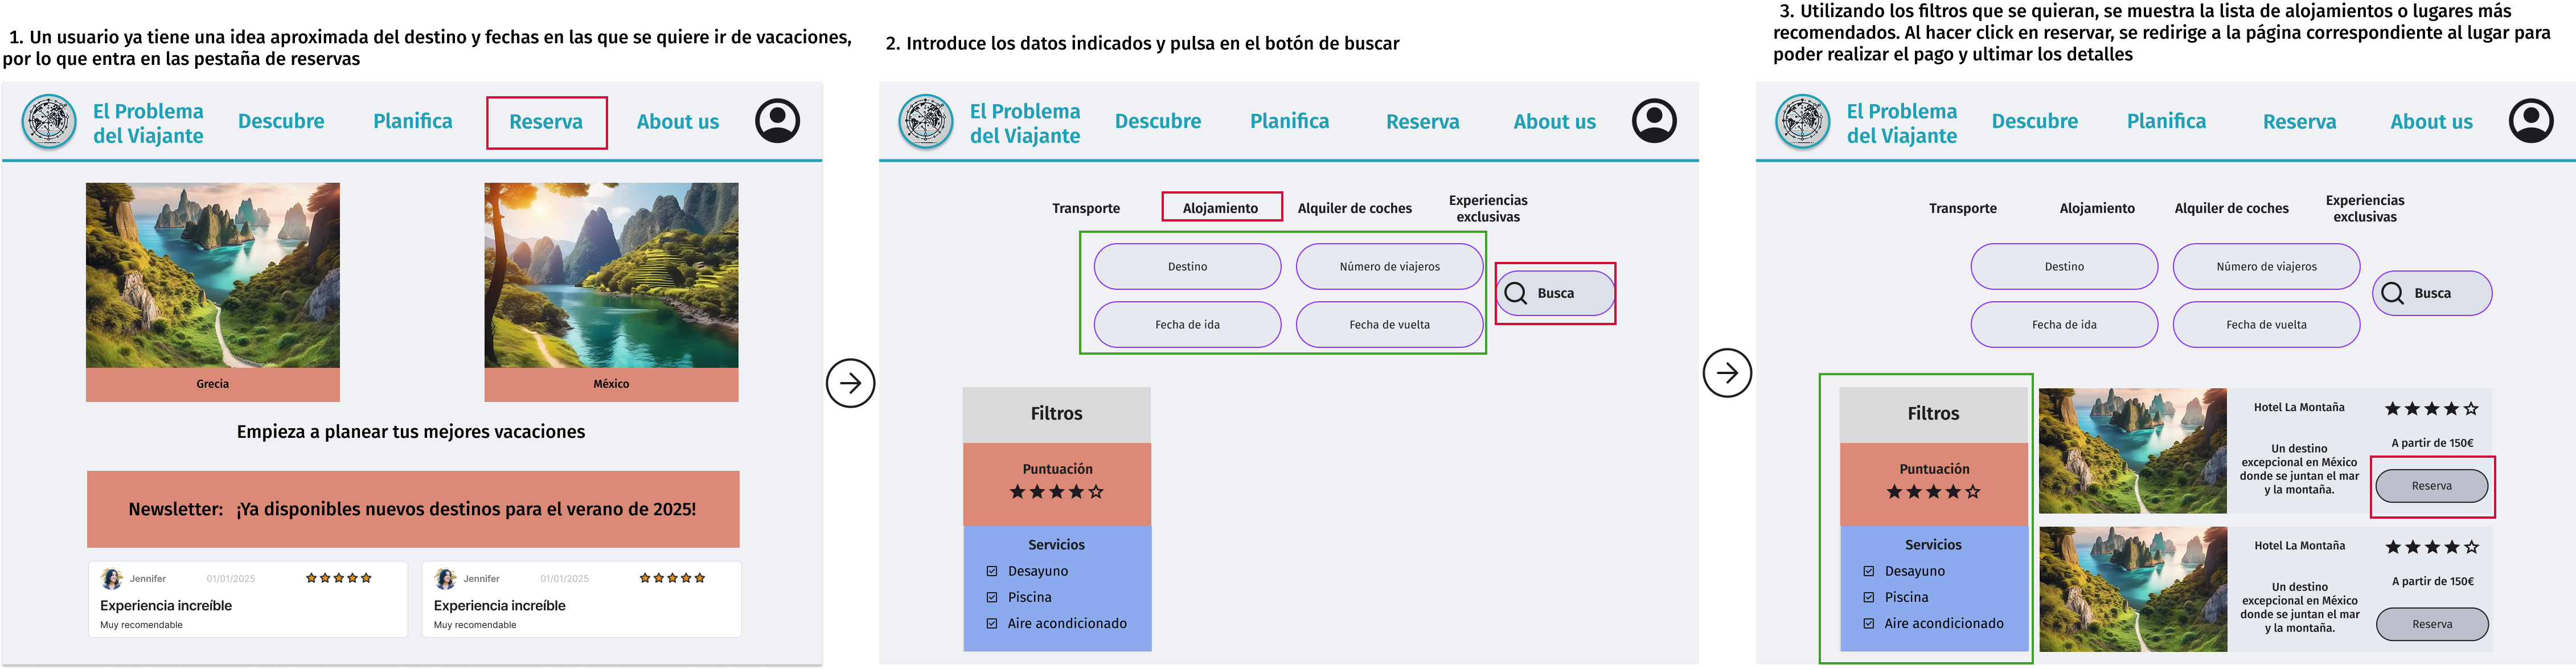 1. Un usuario ya tiene una idea aproximada del destino y fechas en las que se quiere ir de vacaciones,
por lo que entra en las pestaña de reservas
El Problema
del Viajante
Descubre
Planifica
Reserva
About us
Grecia
México
Empieza a planear tus mejores vacaciones
Newsletter: ¡Ya disponibles nuevos destinos para el verano de 2025!
Jennifer
01/01/2025
Experiencia increíble
Muy recomendable
Jennifer
01/01/2025
Experiencia increíble
Muy recomendable
2. Introduce los datos indicados y pulsa en el botón de buscar
El Problema
del Viajante
Descubre
Planifica
Reserva
About us
Transporte
Alojamiento
Alquiler de coches
Experiencias
exclusivas
Destino
Número de viajeros
Fecha de ida
Fecha de vuelta
Busca
Filtros
Puntuación
Servicios
Desayuno
Piscina
Aire acondicionado
3. Utilizando los filtros que se quieran, se muestra la lista de alojamientos o lugares más
recomendados. Al hacer click en reservar, se redirige a la página correspondiente al lugar para
poder realizar el pago y ultimar los detalles
El Problema
del Viajante
Descubre
Planifica
Reserva
About us
Transporte
Alojamiento
Alquiler de coches
Experiencias
exclusivas
Destino
Número de viajeros
Fecha de ida
Fecha de vuelta
Busca
Filtros
Puntuación
Servicios
Desayuno
Piscina
Aire acondicionado
Hotel La Montaña
Un destino
excepcional en México
donde se juntan el mar
y la montaña.
A partir de 150€
Reserva
Hotel La Montaña
Un destino
excepcional en México
donde se juntan el mar
y la montaña.
A partir de 150€
Reserva